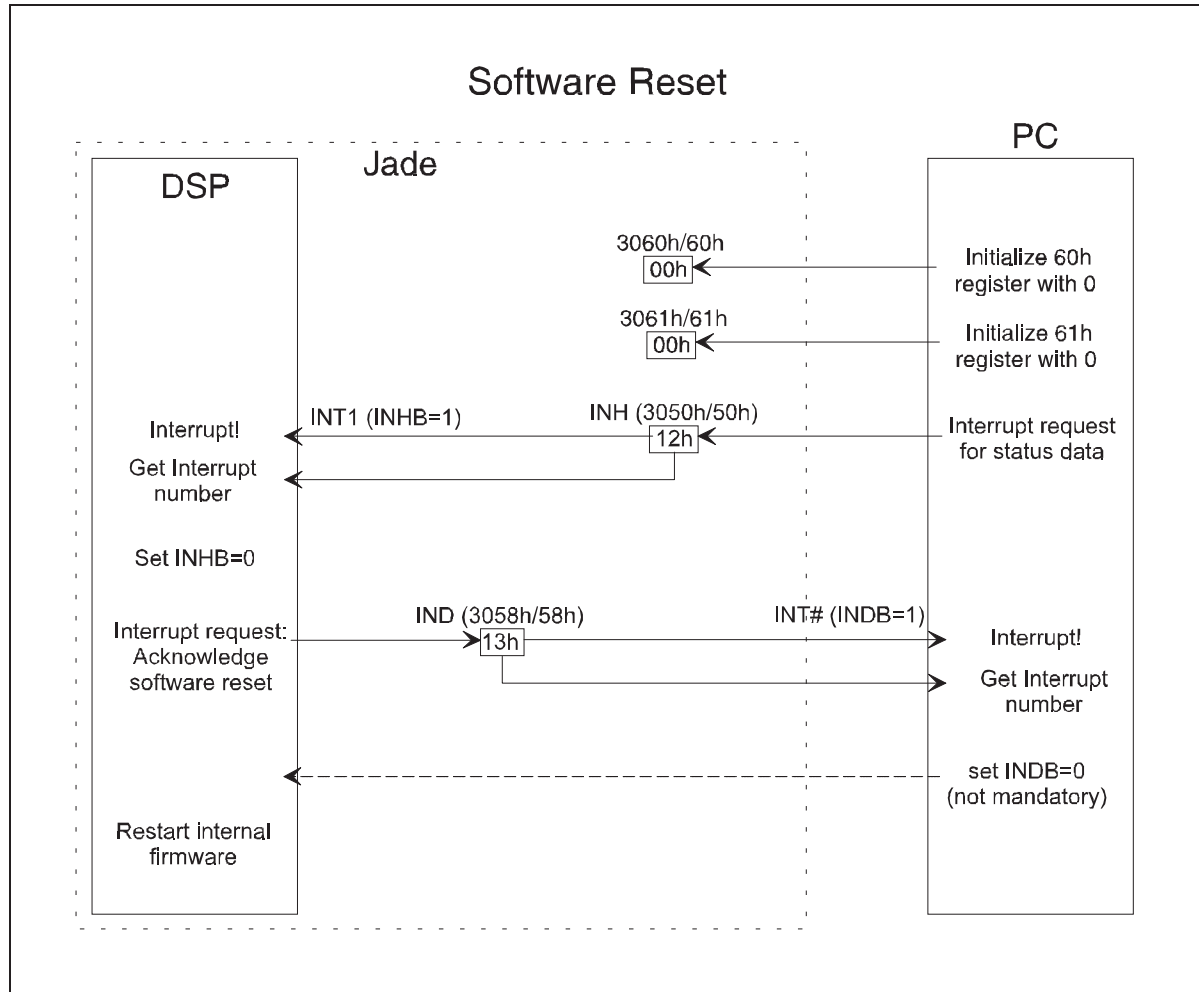 Software Reset
PC
Jade
DSP
3060h/60h
00h
Initialize 60h
register with 0
3061h/61h
00h
Initialize 61h
register with 0
Interrupt!
INT1 (INHB=1)
INH (3050h/50h)
12h
Interrupt request
for status data
Get Interrupt
number
Set INHB=0
Interrupt request:
Acknowledge
software reset
IND (3058h/58h)
13h
INT# (INDB=1)
Interrupt!
Get Interrupt
number
set INDB=0
(not mandatory)
Restart internal
firmware